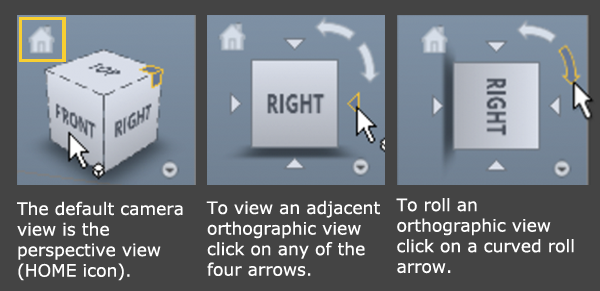 TOP
FRONT
RIGHT
RIGHT
RIGHT
The default camera
view is the
perspective view
(HOME icon).
To view an adjacent
orthographic view
click on any of the
four arrows.
To roll an
orthographic view
click on a curved roll
arrow.